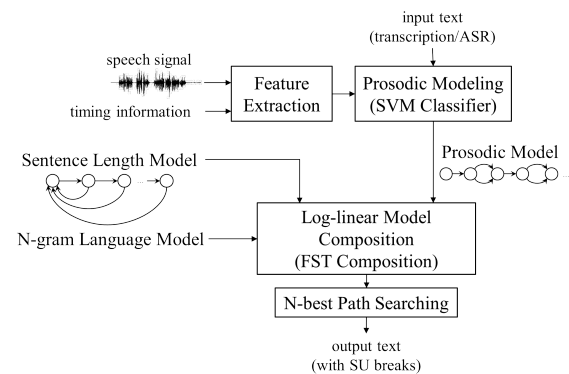 input text
(transcription/ASR)
speech signal
timing information
Feature
Extraction
Prosodic Modeling
(SVM Classifier)
Sentence Length Model
...
Prosodic Model
...
N-gram Language Model
Log-linear Model
Composition
(FST Composition)
N-best Path Searching
output text
(with SU breaks)